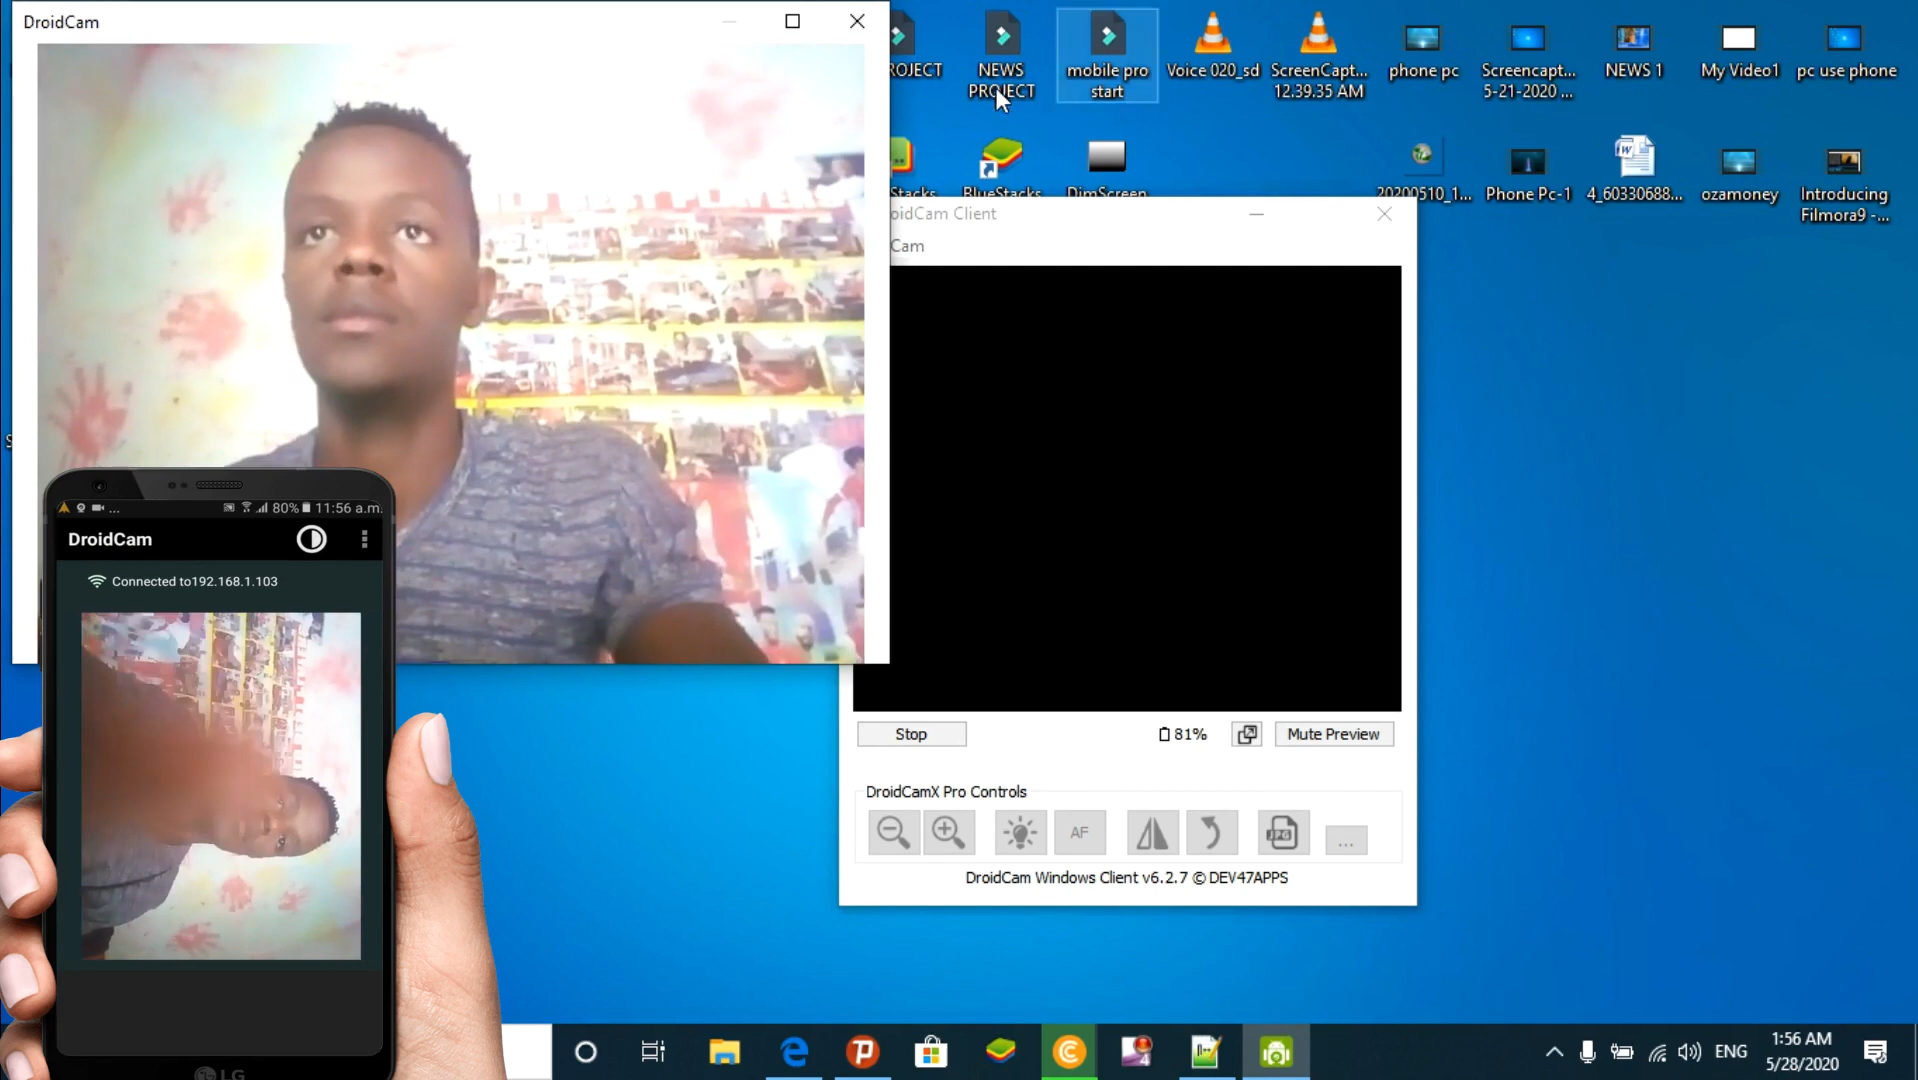 DroidCam
ROJECT
NEWS
PROJECT
mobile pro
start
Voice 020_sd
ScreenCapt...
12.39.35 AM
phone pc
Screencapt...
5-21-2020 ...
NEWS 1
My Video1
pc use phone
Stacks
BlueStacks
DimScreen
20200510_1...
Phone Pc-1
4_60330688...
ozamoney
Introducing
Filmora9 -...
oidCam Client
Cam
80% 11:56 a.m.
DroidCam
Connected to192.168.1.103
LG
Stop
81%
Mute Preview
DroidCamX Pro Controls
AF
JPG
...
DroidCam Windows Client v6.2.7 © DEV47APPS
ENG
1:56 AM
5/28/2020